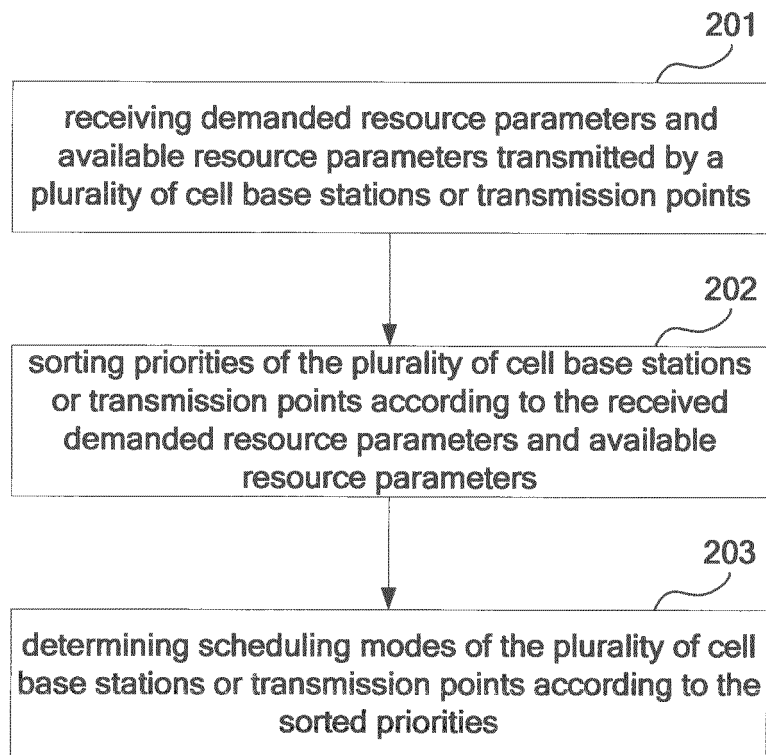 201
receiving demanded resource parameters and
available resource parameters transmitted by a
plurality of cell base stations or transmission points
202
sorting priorities of the plurality of cell base stations
or transmission points according to the received
demanded resource parameters and available
resource parameters
203
determining scheduling modes of the plurality of cell
base stations or transmission points according to the
sorted priorities